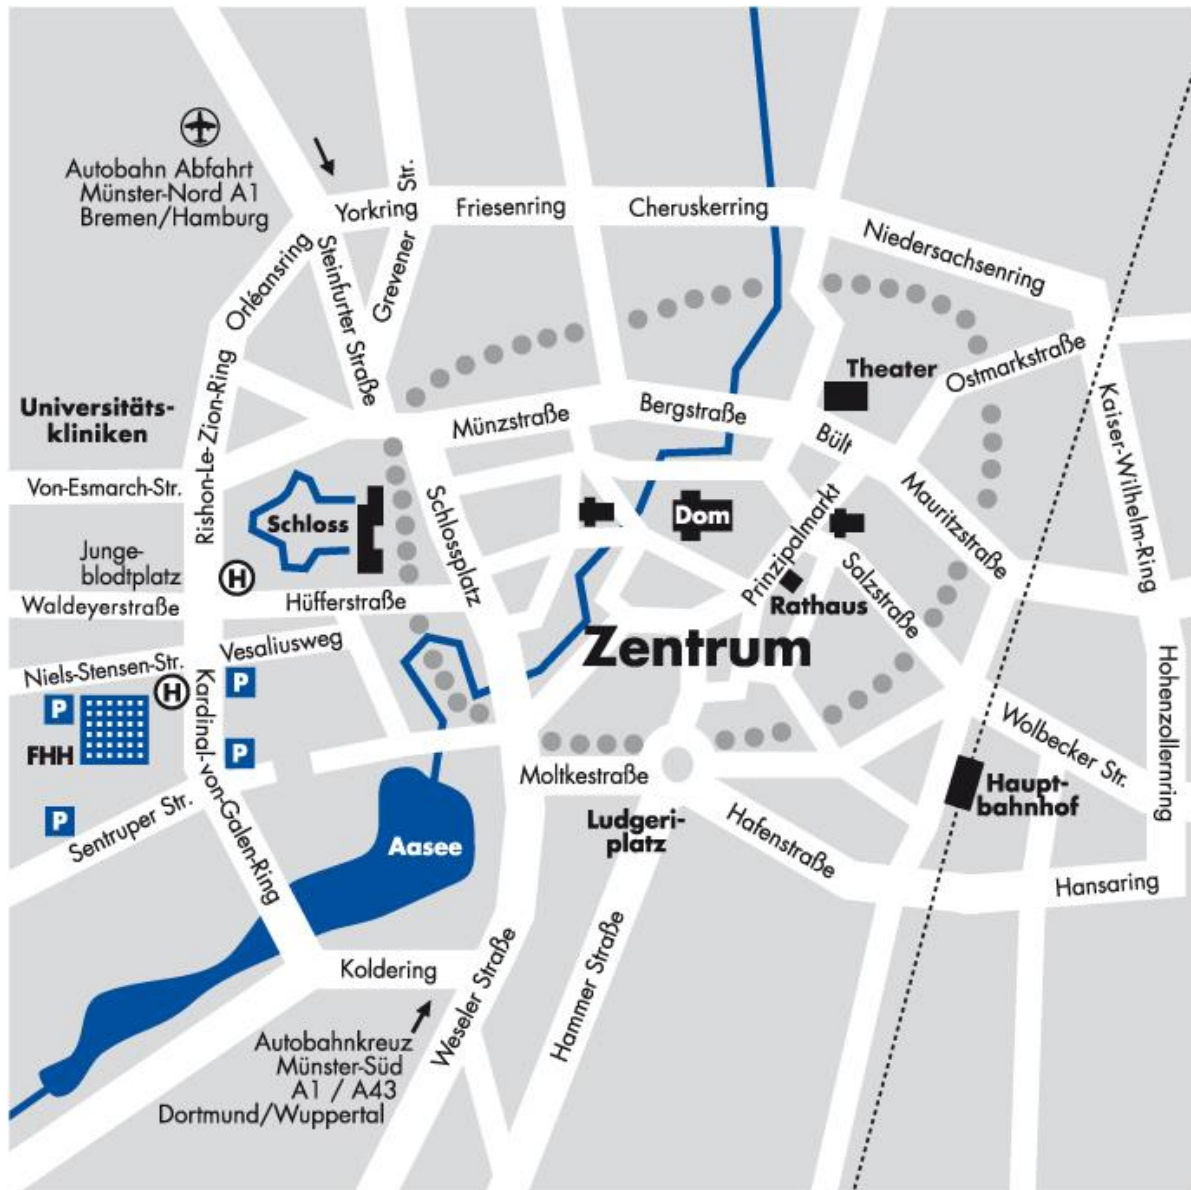 Autobahn Abfahrt
Münster-Nord A1
Bremen/Hamburg
Yorkring
Grevener Str.
Friesenring
Cheruskerring
Niedersachsenring
Orléansring
Steinfurter Straße
Rishon-Le-Zion-Ring
Universitäts-
kliniken
Münzstraße
Bergstraße
Theater
Bült
Ostmarkstraße
Kaiser-Wilhelm-Ring
Von-Esmarch-Str.
Schloss
Schlossplatz
Dom
Prinzipalmarkt
Mauritzstraße
Junge-
blodtplatz
H
Waldeyerstraße
Hüfferstraße
Rathaus
Salzstraße
Zentrum
Niels-Stensen-Str.
Vesaliusweg
H
P
P
FHH
P
P
Kardinal-von-Galen-Ring
Sentruper Str.
Aasee
Moltkestraße
Ludgeri-
platz
Hafenstraße
Haupt-
bahnhof
Wolbecker Str.
Hohenzollernring
Hansaring
Koldering
Weseler Straße
Hammer Straße
Autobahnkreuz
Münster-Süd
A1 / A43
Dortmund/Wuppertal